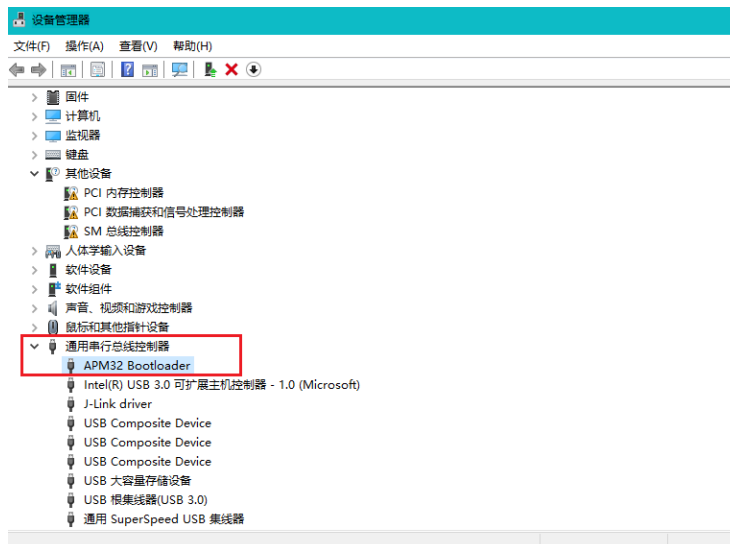 设备管理器
文件(F) 操作(A) 查看(V) 帮助(H)
固件
计算机
监视器
键盘
其他设备
PCI 内存控制器
PCI 数据捕获和信号处理控制器
SM 总线控制器
人体学输入设备
软件设备
软件组件
声音、视频和游戏控制器
鼠标和其他指针设备
通用串行总线控制器
APM32 Bootloader
Intel(R) USB 3.0 可扩展主机控制器 - 1.0 (Microsoft)
J-Link driver
USB Composite Device
USB Composite Device
USB Composite Device
USB 大容量存储设备
USB 根集线器(USB 3.0)
通用 SuperSpeed USB 集线器